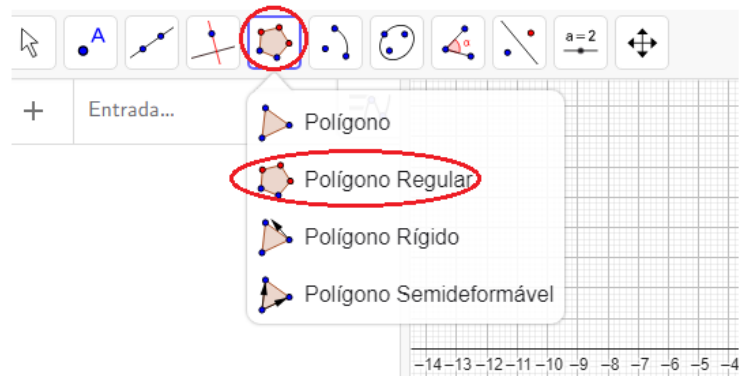 A
α
a=2
+ Entrada...
Polígono
Polígono Regular
Polígono Rígido
Polígono Semideformável
-14 -13 -12 -11 -10 -9 -8 -7 -6 -5 -4